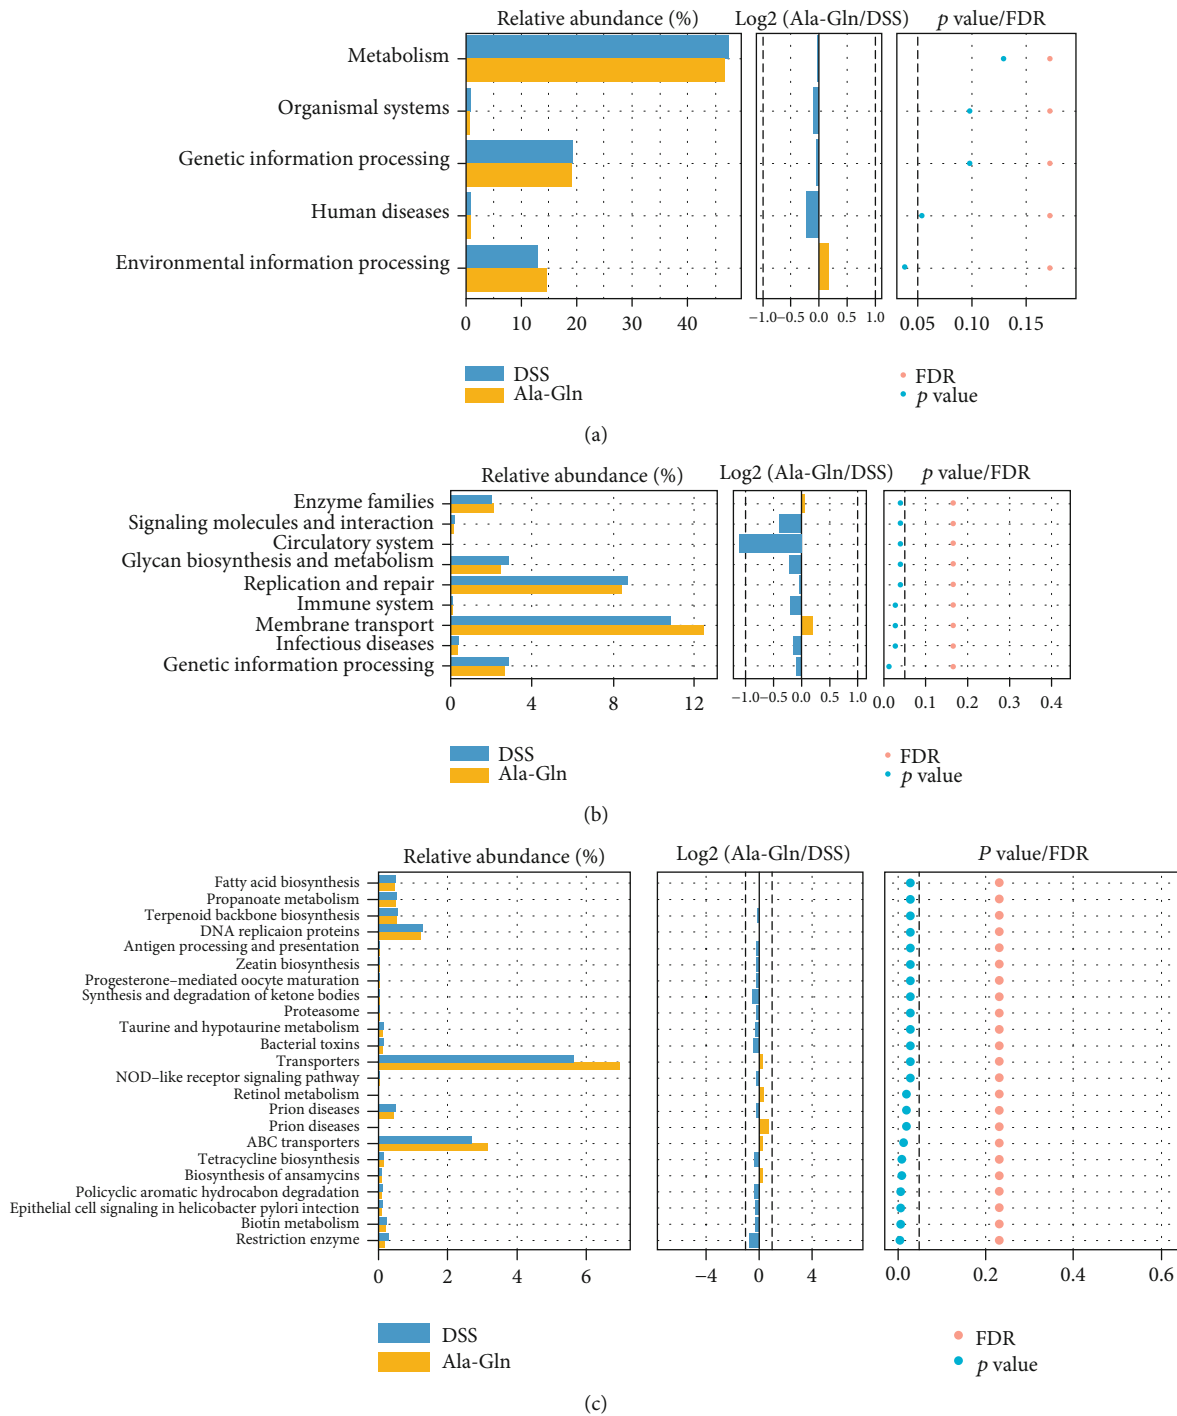 Relative abundance (%)
Log2 (Ala-Gln/DSS)
p value/FDR
Metabolism
Organismal systems
Genetic information processing
Human diseases
Environmental information processing
0 10 20 30 40
−1.0 −0.5 0.0 0.5 1.0
0.05 0.10 0.15
DSS
Ala-Gln
FDR
p value
(a)
Relative abundance (%)
Log2 (Ala-Gln/DSS)
p value/FDR
Enzyme families
Signaling molecules and interaction
Circulatory system
Glycan biosynthesis and metabolism
Replication and repair
Immune system
Membrane transport
Infectious diseases
Genetic information processing
0 4 8 12
−1.0 −0.5 0.0 0.5 1.0
0.0 0.1 0.2 0.3 0.4
DSS
Ala-Gln
FDR
p value
(b)
Relative abundance (%)
Log2 (Ala-Gln/DSS)
P value/FDR
Fatty acid biosynthesis
Propanoate metabolism
Terpenoid backbone biosynthesis
DNA replicaion proteins
Antigen processing and presentation
Zeatin biosynthesis
Progesterone–mediated oocyte maturation
Synthesis and degradation of ketone bodies
Proteasome
Taurine and hypotaurine metabolism
Bacterial toxins
Transporters
NOD–like receptor signaling pathway
Retinol metabolism
Prion diseases
Prion diseases
ABC transporters
Tetracycline biosynthesis
Biosynthesis of ansamycins
Policyclic aromatic hydrocabon degradation
Epithelial cell signaling in helicobacter pylori infection
Biotin metabolism
Restriction enzyme
0 2 4 6
−4 0 4
0.0 0.2 0.4 0.6
DSS
Ala-Gln
FDR
p value
(c)